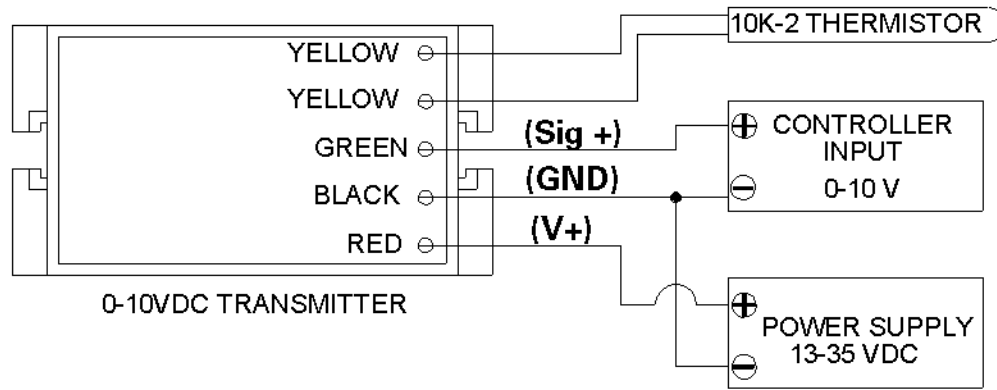 YELLOW
YELLOW
GREEN
BLACK
RED
0-10VDC TRANSMITTER
(Sig +)
(GND)
(V+)
10K-2 THERMISTOR
CONTROLLER
INPUT
0-10 V
POWER SUPPLY
13-35 VDC